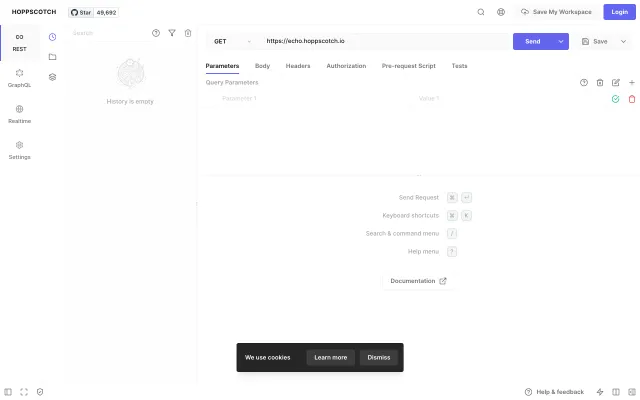 HOPPSCOTCH
Star 49,692
Save My Workspace
Login
REST
GraphQL
Realtime
Settings
Search
History is empty
GET https://echo.hoppscotch.io
Send
Save
Parameters Body Headers Authorization Pre-request Script Tests
Query Parameters
Parameter 1 Value 1
Send Request ⌘ ↵
Keyboard shortcuts ⌘ K
Search & command menu /
Help menu ?
Documentation
We use cookies Learn more Dismiss
Help & feedback